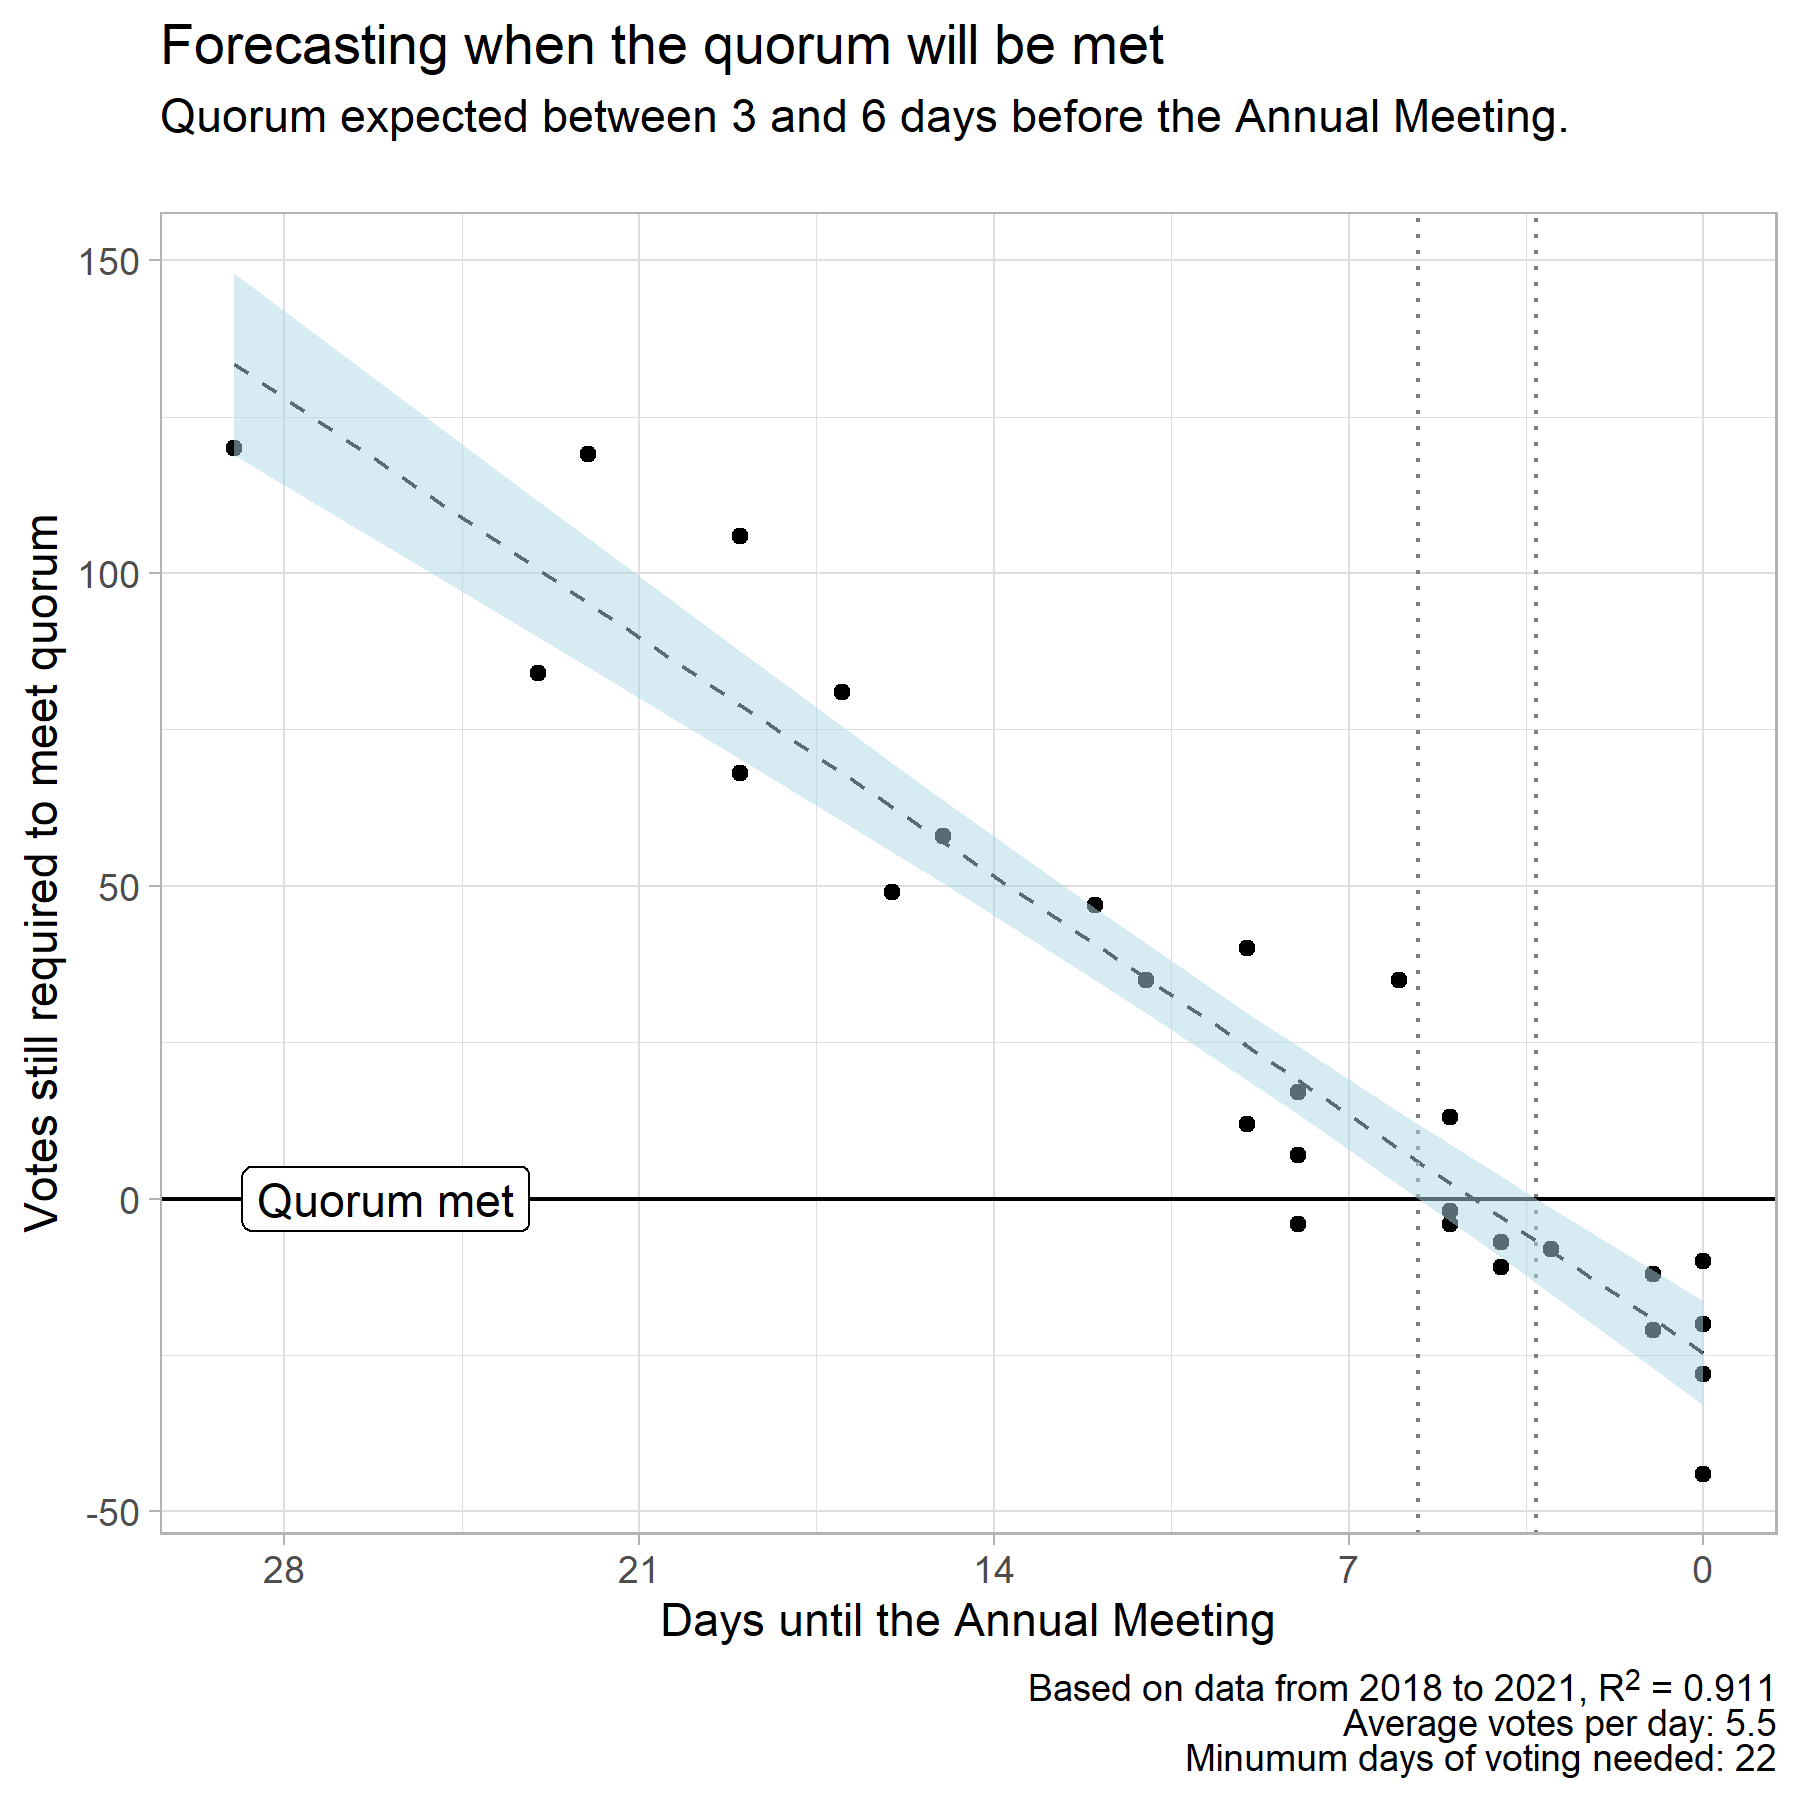 Forecasting when the quorum will be met
Quorum expected between 3 and 6 days before the Annual Meeting.
Votes still required to meet quorum
150
100
50
0
-50
Quorum met
28 21 14 7 0
Days until the Annual Meeting
Based on data from 2018 to 2021, R² = 0.911
Average votes per day: 5.5
Minumum days of voting needed: 22